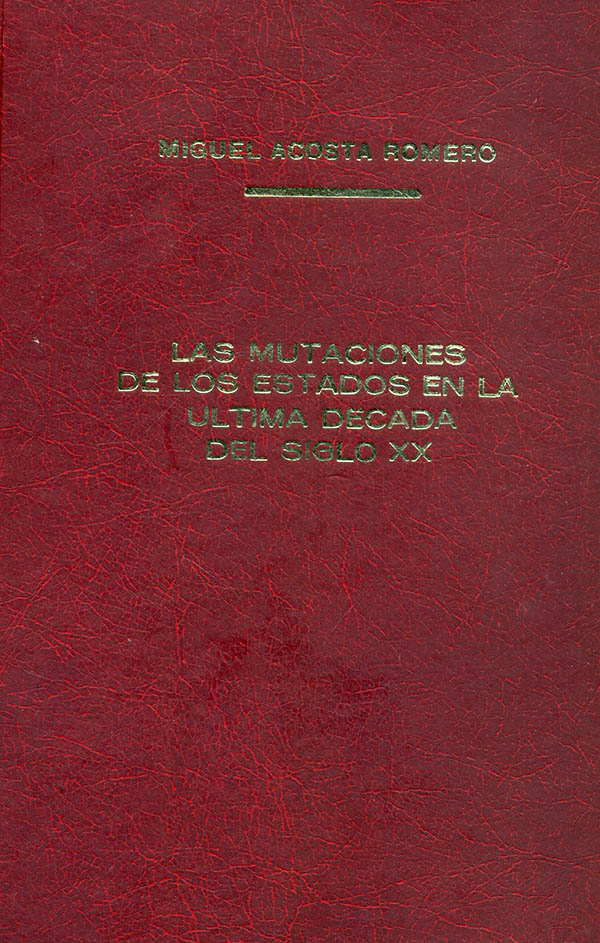 MIGUEL ACOSTA ROMERO
LAS MUTACIONES
DE LOS ESTADOS EN LA
ULTIMA DECADA
DEL SIGLO XX